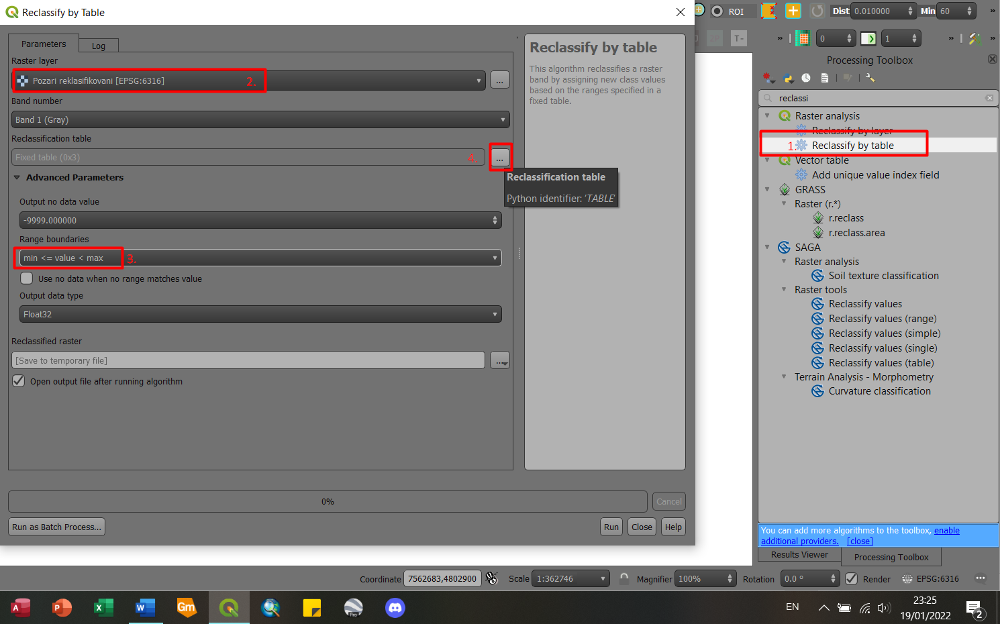 Reclassify by Table
ROI
Dist 0.010000
Min 60
»
Parameters
Log
T-
»
0
1
»
»
Raster layer
Pozari reklasifikovani [EPSG:6316]
2.
...
Band number
Band 1 (Gray)
Reclassification table
Fixed table (0x3)
4.
...
Reclassification table
Python identifier: 'TABLE'
Advanced Parameters
Output no data value
-9999.000000
Range boundaries
min <= value < max
3.
Use no data when no range matches value
Output data type
Float32
Reclassified raster
[Save to temporary file]
...
Open output file after running algorithm
Reclassify by table
This algorithm reclassifies a raster
band by assigning new class values
based on the ranges specified in a
fixed table.
0%
Cancel
Run as Batch Process...
Run
Close
Help
Processing Toolbox
reclassi
Raster analysis
Reclassify by layer
1.
Reclassify by table
Vector table
Add unique value index field
GRASS
Raster (r.*)
r.reclass
r.reclass.area
SAGA
Raster analysis
Soil texture classification
Raster tools
Reclassify values
Reclassify values (range)
Reclassify values (simple)
Reclassify values (single)
Reclassify values (table)
Terrain Analysis - Morphometry
Curvature classification
You can add more algorithms to the toolbox, enable
additional providers. [close]
Results Viewer
Processing Toolbox
Coordinate 7562683,4802900
Scale 1:362746
Magnifier 100%
Rotation 0.0 °
Render
EPSG:6316
A
P
X
W
Gm
Pro
EN
23:25
19/01/2022
2